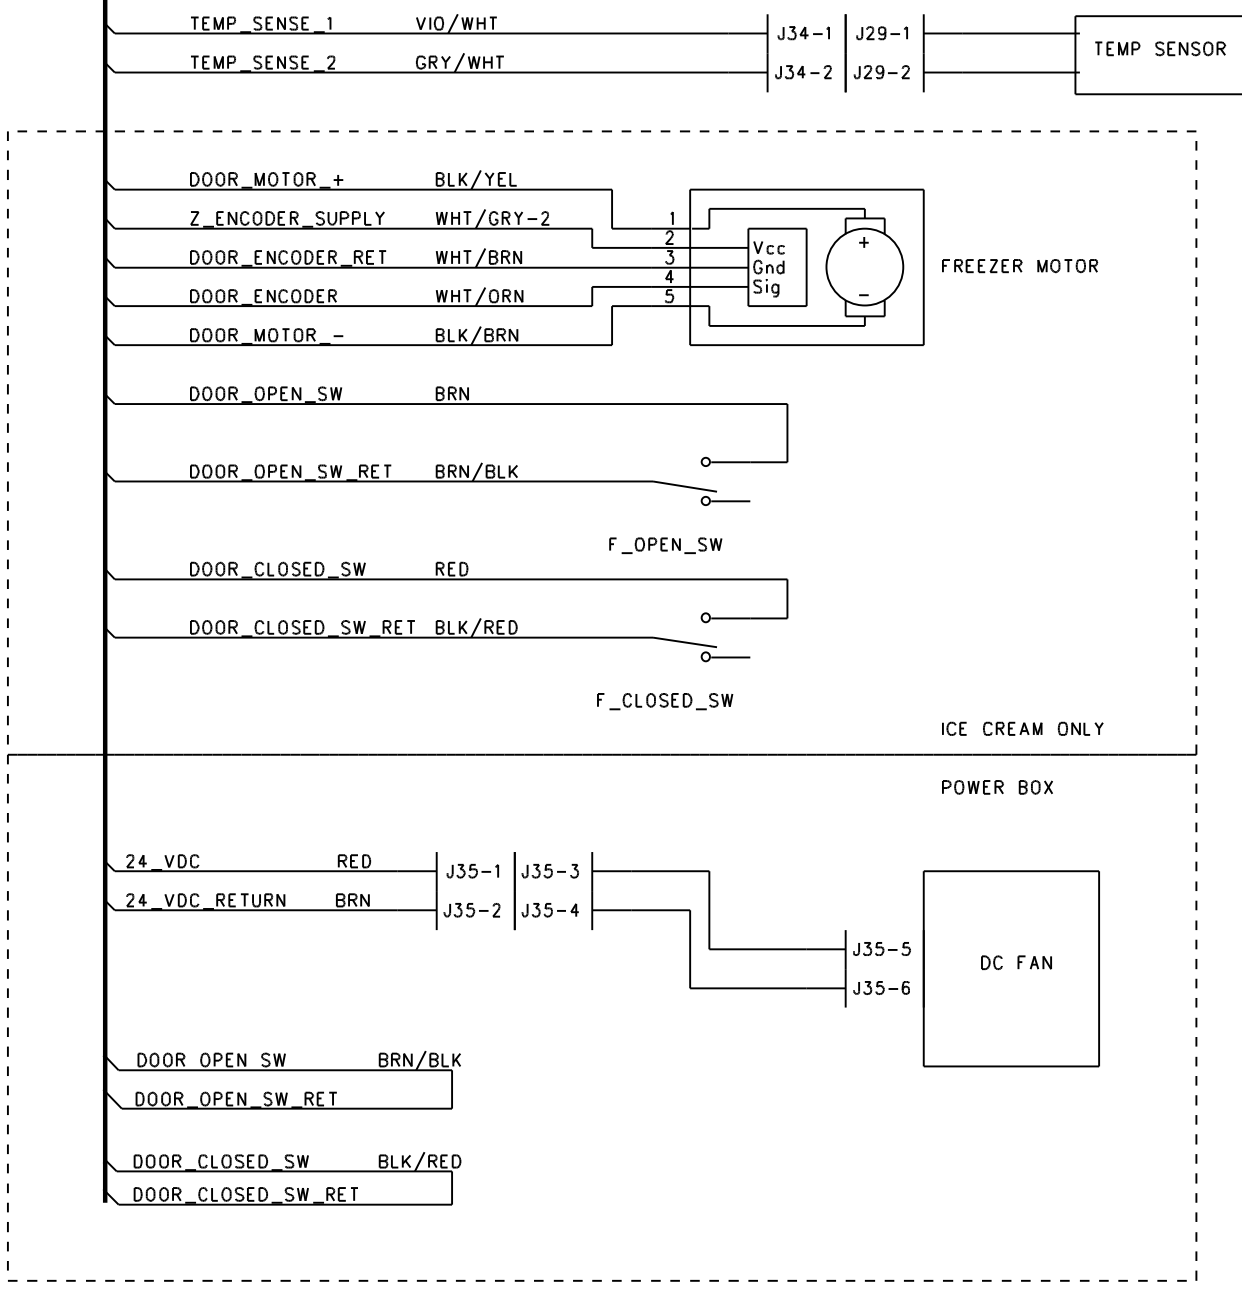 TEMP_SENSE_1 VIO/WHT J34-1 J29-1
TEMP SENSOR
TEMP_SENSE_2 GRY/WHT J34-2 J29-2
DOOR_MOTOR_+ BLK/YEL
Z_ENCODER_SUPPLY WHT/GRY-2 1
2 Vcc +
DOOR_ENCODER_RET WHT/BRN 3 Gnd FREEZER MOTOR
4 Sig -
DOOR_ENCODER WHT/ORN 5
DOOR_MOTOR_- BLK/BRN
DOOR_OPEN_SW BRN
DOOR_OPEN_SW_RET BRN/BLK
F_OPEN_SW
DOOR_CLOSED_SW RED
DOOR_CLOSED_SW_RET BLK/RED
F_CLOSED_SW
ICE CREAM ONLY
POWER BOX
24_VDC RED J35-1 J35-3
24_VDC_RETURN BRN J35-2 J35-4
J35-5
DC FAN
J35-6
DOOR OPEN SW BRN/BLK
DOOR_OPEN_SW_RET
DOOR_CLOSED_SW BLK/RED
DOOR_CLOSED_SW_RET